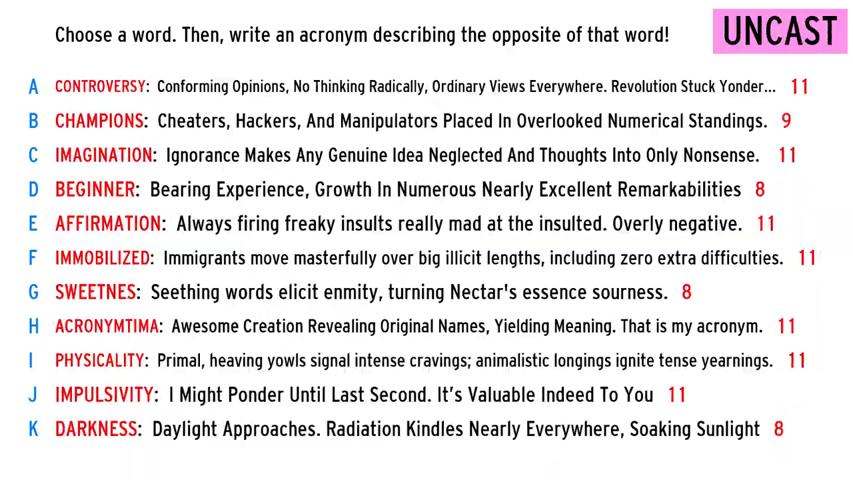 Choose a word. Then, write an acronym describing the opposite of that word!
UNCAST
A CONTROVERSY: Conforming Opinions, No Thinking Radically, Ordinary Views Everywhere. Revolution Stuck Yonder... 11
B CHAMPIONS: Cheaters, Hackers, And Manipulators Placed In Overlooked Numerical Standings. 9
C IMAGINATION: Ignorance Makes Any Genuine Idea Neglected And Thoughts Into Only Nonsense. 11
D BEGINNER: Bearing Experience, Growth In Numerous Nearly Excellent Remarkabilities 8
E AFFIRMATION: Always firing freaky insults really mad at the insulted. Overly negative. 11
F IMMOBILIZED: Immigrants move masterfully over big illicit lengths, including zero extra difficulties. 11
G SWEETNES: Seething words elicit enmity, turning Nectar's essence sourness. 8
H ACRONYMTIMA: Awesome Creation Revealing Original Names, Yielding Meaning. That is my acronym. 11
I PHYSICALITY: Primal, heaving yowls signal intense cravings; animalistic longings ignite tense yearnings. 11
J IMPULSIVITY: I Might Ponder Until Last Second. It's Valuable Indeed To You 11
K DARKNESS: Daylight Approaches. Radiation Kindles Nearly Everywhere, Soaking Sunlight 8